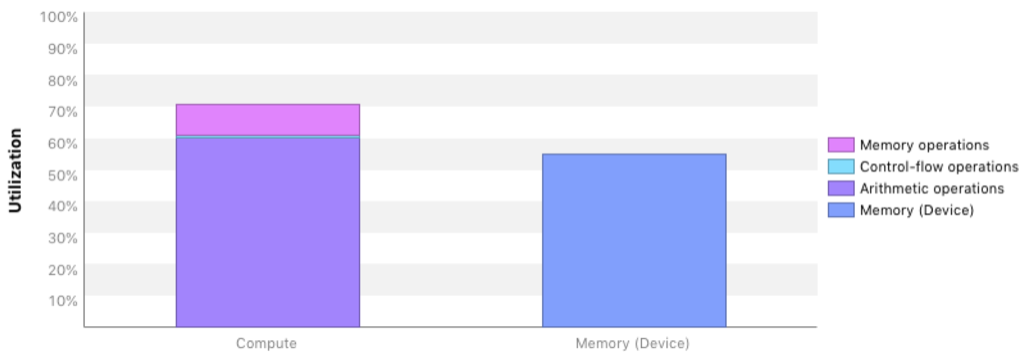 100%
90%
80%
70%
60%
50%
40%
30%
20%
10%
Utilization
Compute
Memory (Device)
Memory operations
Control-flow operations
Arithmetic operations
Memory (Device)